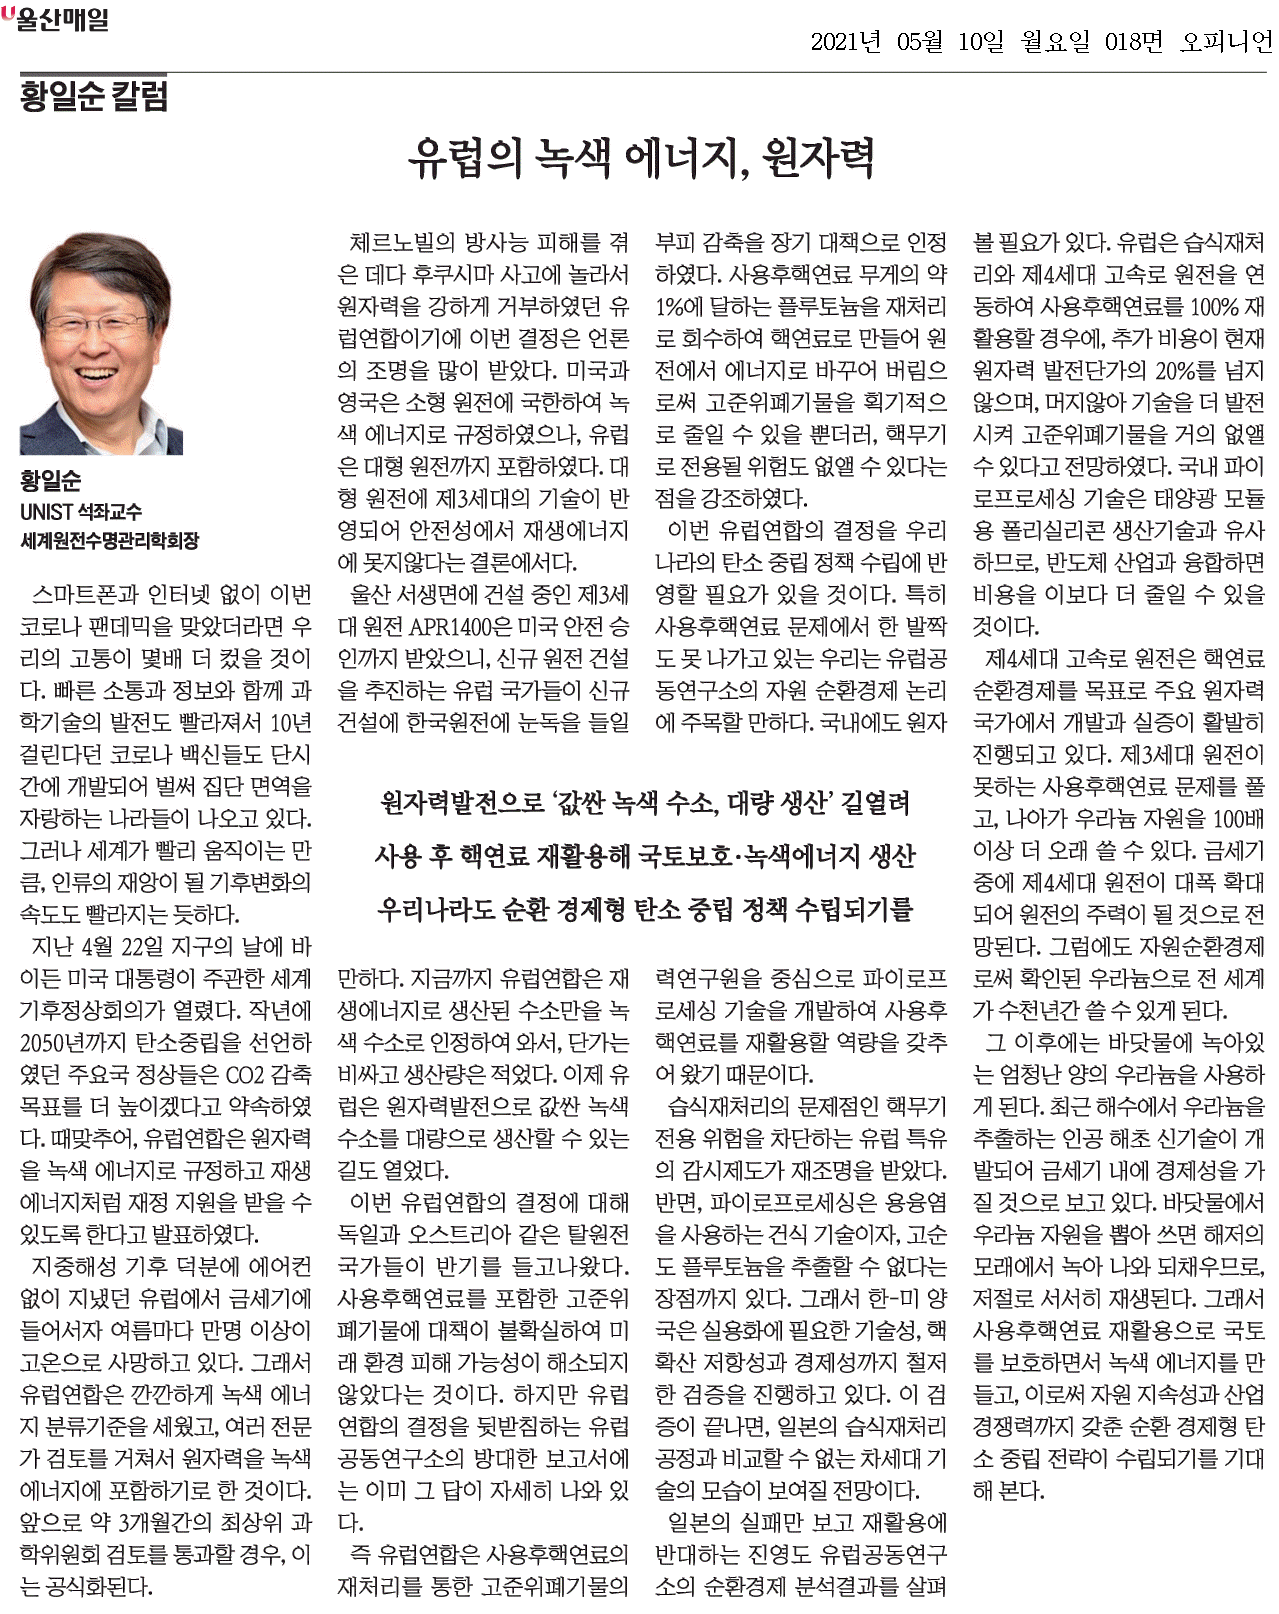 울산매일
2021년 05월 10일 월요일 018면 오피니언
황일순 칼럼
유럽의 녹색 에너지, 원자력
황일순
UNIST 석좌교수
세계원전수명관리학회장
스마트폰과 인터넷 없이 이번
코로나 팬데믹을 맞았더라면 우
리의 고통이 몇배 더 컸을 것이
다. 빠른 소통과 정보와 함께 과
학기술의 발전도 빨라져서 10년
걸린다던 코로나 백신들도 단시
간에 개발되어 벌써 집단 면역을
자랑하는 나라들이 나오고 있다.
그러나 세계가 빨리 움직이는 만
큼, 인류의 재앙이 될 기후변화의
속도도 빨라지는 듯하다.
지난 4월 22일 지구의 날에 바
이든 미국 대통령이 주관한 세계
기후정상회의가 열렸다. 작년에
2050년까지 탄소중립을 선언하
였던 주요국 정상들은 CO2 감축
목표를 더 높이겠다고 약속하였
다. 때맞추어, 유럽연합은 원자력
을 녹색 에너지로 규정하고 재생
에너지처럼 재정 지원을 받을 수
있도록 한다고 발표하였다.
지중해성 기후 덕분에 에어컨
없이 지냈던 유럽에서 금세기에
들어서자 여름마다 만명 이상이
고온으로 사망하고 있다. 그래서
유럽연합은 깐깐하게 녹색 에너
지 분류기준을 세웠고, 여러 전문
가 검토를 거쳐서 원자력을 녹색
에너지에 포함하기로 한 것이다.
앞으로 약 3개월간의 최상위 과
학위원회 검토를 통과할 경우, 이
는 공식화된다.
체르노빌의 방사능 피해를 겪
은 데다 후쿠시마 사고에 놀라서
원자력을 강하게 거부하였던 유
럽연합이기에 이번 결정은 언론
의 조명을 많이 받았다. 미국과
영국은 소형 원전에 국한하여 녹
색 에너지로 규정하였으나, 유럽
은 대형 원전까지 포함하였다. 대
형 원전에 제3세대의 기술이 반
영되어 안전성에서 재생에너지
에 못지않다는 결론에서다.
울산 서생면에 건설 중인 제3세
대 원전 APR1400은 미국 안전 승
인까지 받았으니, 신규 원전 건설
을 추진하는 유럽 국가들이 신규
건설에 한국원전에 눈독을 들일
원자력발전으로 ‘값싼 녹색 수소, 대량 생산’ 길열려
사용 후 핵연료 재활용해 국토보호·녹색에너지 생산
우리나라도 순환 경제형 탄소 중립 정책 수립되기를
만하다. 지금까지 유럽연합은 재
생에너지로 생산된 수소만을 녹
색 수소로 인정하여 와서, 단가는
비싸고 생산량은 적었다. 이제 유
럽은 원자력발전으로 값싼 녹색
수소를 대량으로 생산할 수 있는
길도 열었다.
이번 유럽연합의 결정에 대해
독일과 오스트리아 같은 탈원전
국가들이 반기를 들고나왔다.
사용후핵연료를 포함한 고준위
폐기물에 대책이 불확실하여 미
래 환경 피해 가능성이 해소되지
않았다는 것이다. 하지만 유럽
연합의 결정을 뒷받침하는 유럽
공동연구소의 방대한 보고서에
는 이미 그 답이 자세히 나와 있
다.
즉 유럽연합은 사용후핵연료의
재처리를 통한 고준위폐기물의
부피 감축을 장기 대책으로 인정
하였다. 사용후핵연료 무게의 약
1%에 달하는 플루토늄을 재처리
로 회수하여 핵연료로 만들어 원
전에서 에너지로 바꾸어 버림으
로써 고준위폐기물을 획기적으
로 줄일 수 있을 뿐더러, 핵무기
로 전용될 위험도 없앨 수 있다는
점을 강조하였다.
이번 유럽연합의 결정을 우리
나라의 탄소 중립 정책 수립에 반
영할 필요가 있을 것이다. 특히
사용후핵연료 문제에서 한 발짝
도 못 나가고 있는 우리는 유럽공
동연구소의 자원 순환경제 논리
에 주목할 만하다. 국내에도 원자
력연구원을 중심으로 파이로프
로세싱 기술을 개발하여 사용후
핵연료를 재활용할 역량을 갖추
어 왔기 때문이다.
습식재처리의 문제점인 핵무기
전용 위험을 차단하는 유럽 특유
의 감시제도가 재조명을 받았다.
반면, 파이로프로세싱은 용융염
을 사용하는 건식 기술이자, 고순
도 플루토늄을 추출할 수 없다는
장점까지 있다. 그래서 한-미 양
국은 실용화에 필요한 기술성, 핵
확산 저항성과 경제성까지 철저
한 검증을 진행하고 있다. 이 검
증이 끝나면, 일본의 습식재처리
공정과 비교할 수 없는 차세대 기
술의 모습이 보여질 전망이다.
일본의 실패만 보고 재활용에
반대하는 진영도 유럽공동연구
소의 순환경제 분석결과를 살펴
볼 필요가 있다. 유럽은 습식재처
리와 제4세대 고속로 원전을 연
동하여 사용후핵연료를 100% 재
활용할 경우에, 추가 비용이 현재
원자력 발전단가의 20%를 넘지
않으며, 머지않아 기술을 더 발전
시켜 고준위폐기물을 거의 없앨
수 있다고 전망하였다. 국내 파이
로프로세싱 기술은 태양광 모듈
용 폴리실리콘 생산기술과 유사
하므로, 반도체 산업과 융합하면
비용을 이보다 더 줄일 수 있을
것이다.
제4세대 고속로 원전은 핵연료
순환경제를 목표로 주요 원자력
국가에서 개발과 실증이 활발히
진행되고 있다. 제3세대 원전이
못하는 사용후핵연료 문제를 풀
고, 나아가 우라늄 자원을 100배
이상 더 오래 쓸 수 있다. 금세기
중에 제4세대 원전이 대폭 확대
되어 원전의 주력이 될 것으로 전
망된다. 그럼에도 자원순환경제
로써 확인된 우라늄으로 전 세계
가 수천년간 쓸 수 있게 된다.
그 이후에는 바닷물에 녹아있
는 엄청난 양의 우라늄을 사용하
게 된다. 최근 해수에서 우라늄을
추출하는 인공 해초 신기술이 개
발되어 금세기 내에 경제성을 가
질 것으로 보고 있다. 바닷물에서
우라늄 자원을 뽑아 쓰면 해저의
모래에서 녹아 나와 되채우므로,
저절로 서서히 재생된다. 그래서
사용후핵연료 재활용으로 국토
를 보호하면서 녹색 에너지를 만
들고, 이로써 자원 지속성과 산업
경쟁력까지 갖춘 순환 경제형 탄
소 중립 전략이 수립되기를 기대
해 본다.